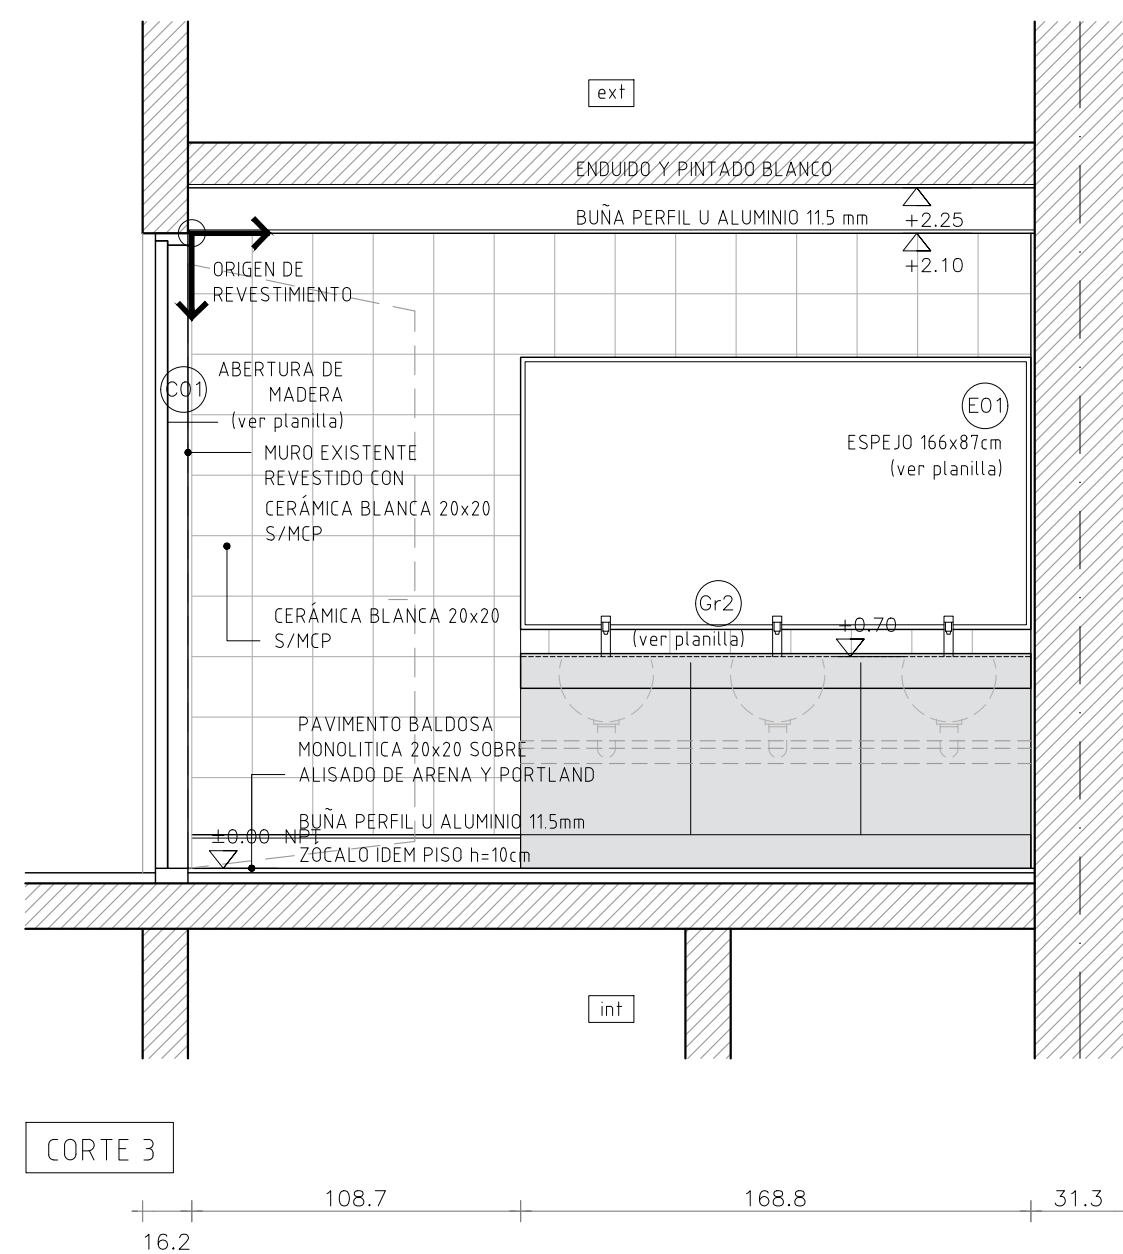 ext
ENDUIDO Y PINTADO BLANCO
BUÑA PERFIL U ALUMINIO 11.5 mm
+2.25
+2.10
ORIGEN DE
REVESTIMIENTO
C01
ABERTURA DE
MADERA
(ver planilla)
E01
ESPEJO 166x87cm
(ver planilla)
MURO EXISTENTE
REVESTIDO CON
CERÁMICA BLANCA 20x20
S/MCP
Gr2
(ver planilla)
+0.70
CERÁMICA BLANCA 20x20
S/MCP
PAVIMENTO BALDOSA
MONOLITICA 20x20 SOBRE
ALISADO DE ARENA Y PORTLAND
BUÑA PERFIL U ALUMINIO 11.5mm
±0.00 NPT
ZÓCALO IDEM PISO h=10cm
int
CORTE 3
108.7
168.8
31.3
16.2